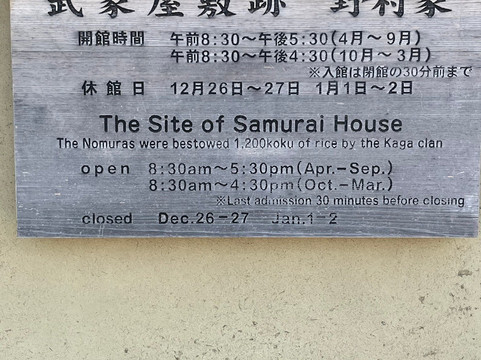 武家屋敷跡 野村家
開館時間 午前8:30〜午後5:30(4月〜9月)
午前8:30〜午後4:30(10月〜3月)
※入館は閉館の30分前まで
休館日 12月26日〜27日 1月1日〜2日
The Site of Samurai House
The Nomuras were bestowed 1.200koku of rice by the Kaga clan
open 8:30am〜5:30pm(Apr.–Sep.)
8:30am〜4:30pm(Oct.–Mar.)
※Last admission 30 minutes before closing
closed Dec.26–27 Jan.1–2